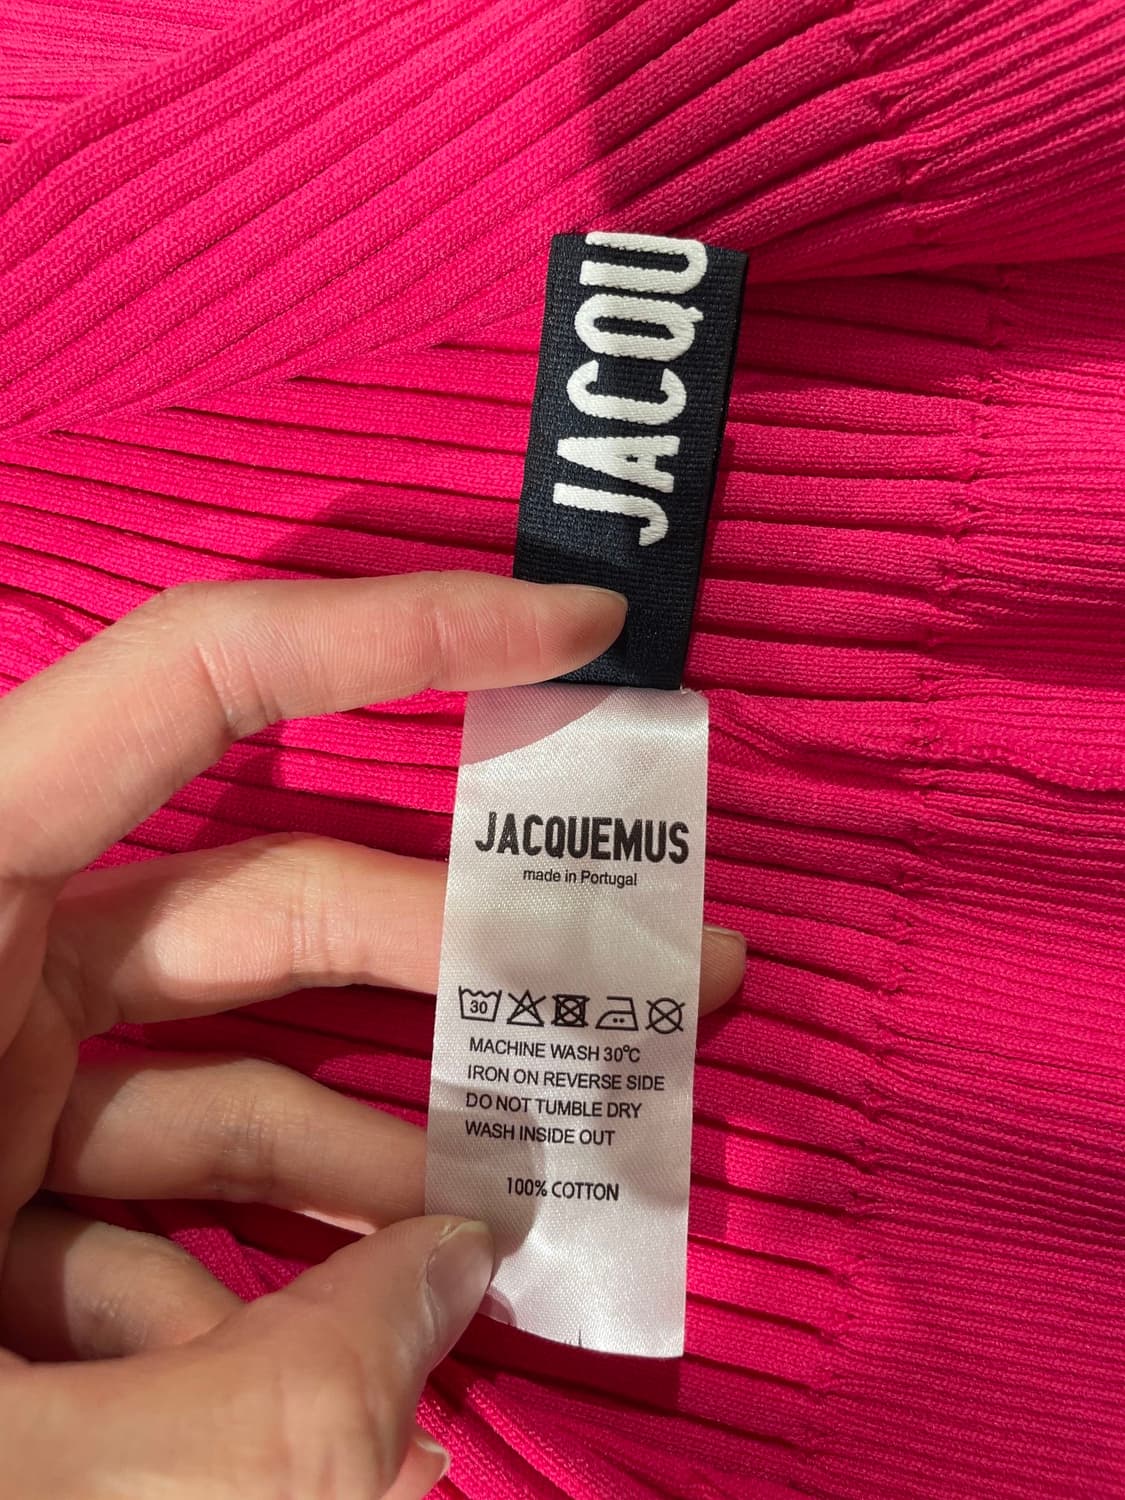 JACQU
JACQUEMUS
made in Portugal
30
MACHINE WASH 30°C
IRON ON REVERSE SIDE
DO NOT TUMBLE DRY
WASH INSIDE OUT
100% COTTON